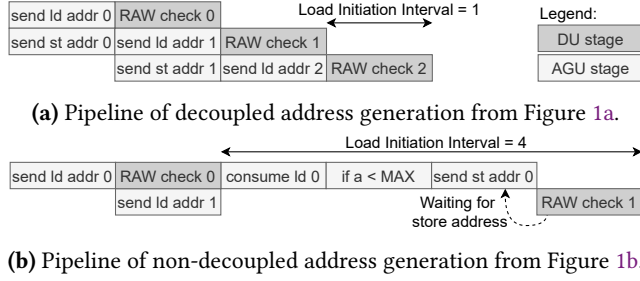 send ld addr 0 RAW check 0 Load Initiation Interval = 1 Legend:
send st addr 0 send ld addr 1 RAW check 1 DU stage
send st addr 1 send ld addr 2 RAW check 2 AGU stage
(a) Pipeline of decoupled address generation from Figure 1a.
Load Initiation Interval = 4
send ld addr 0 RAW check 0 consume ld 0 if a < MAX send st addr 0
send ld addr 1 Waiting for store address RAW check 1
(b) Pipeline of non-decoupled address generation from Figure 1b.